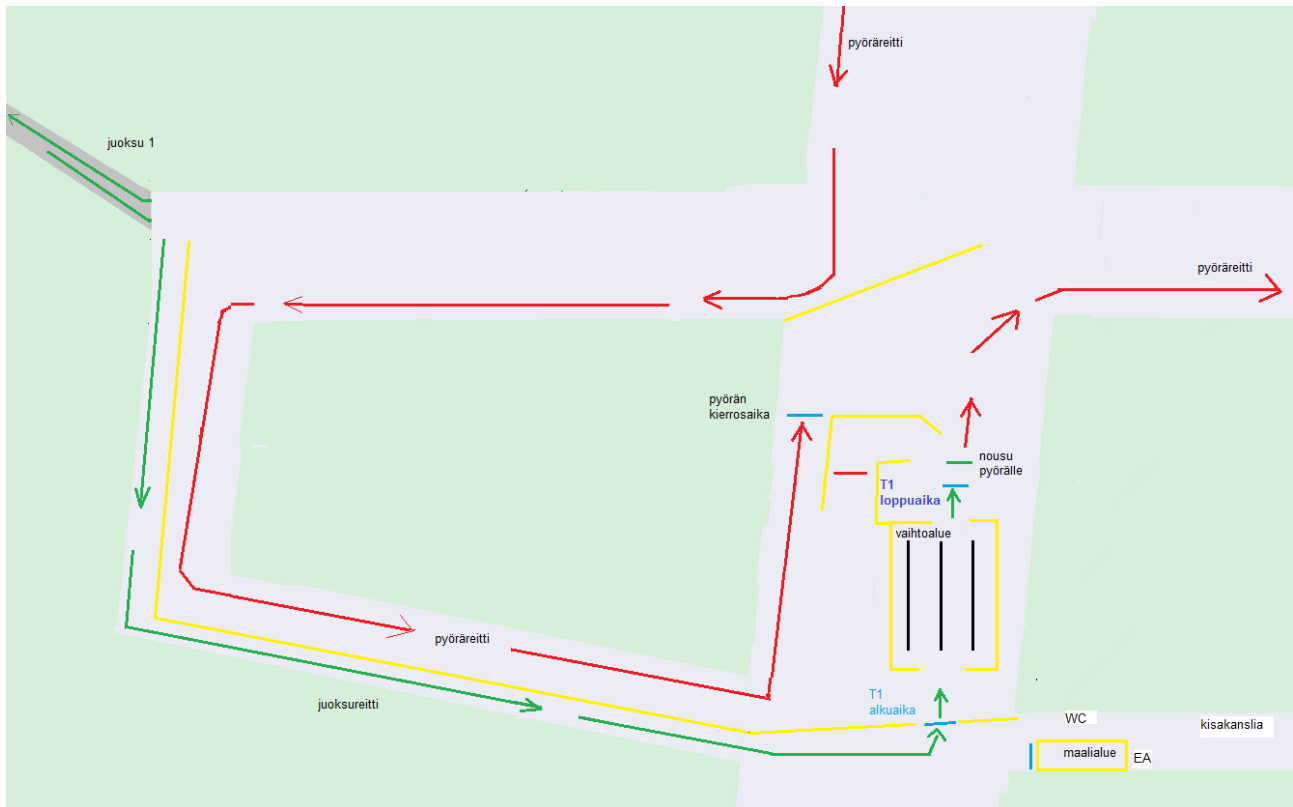 pyöräreitti
juoksu 1
pyöräreitti
pyörän
kierrosaika
nousu
pyörälle
T1
loppuaika
vaihtoalue
pyöräreitti
juoksureitti
T1
alkuaika
WC
kisakanslia
maalialue
EA